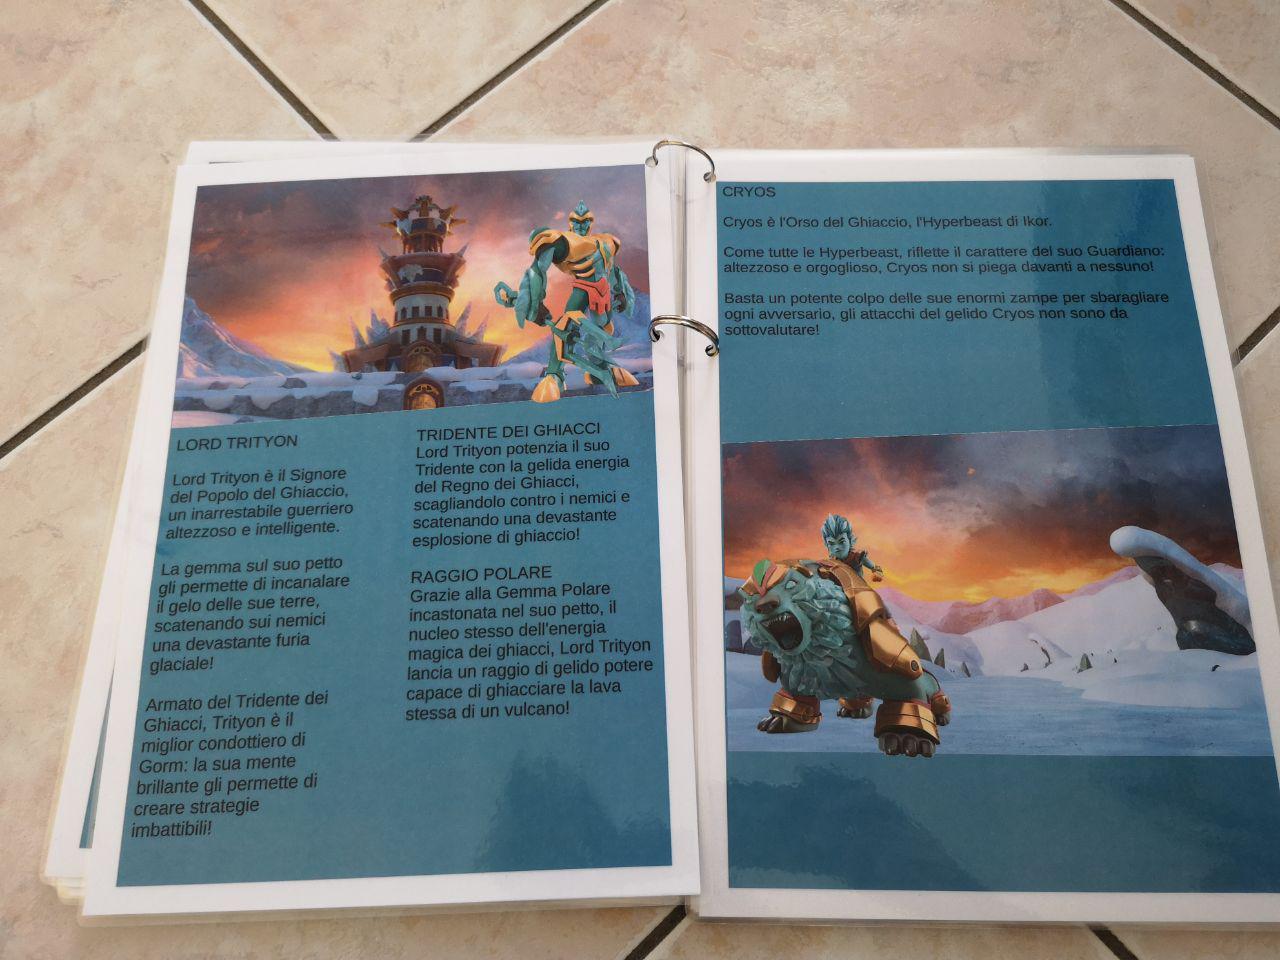 LORD TRITYON
Lord Trityon è il Signore
del Popolo del Ghiaccio,
un inarrestabile guerriero
altezzoso e intelligente.
La gemma sul suo petto
gli permette di incanalare
il gelo delle sue terre,
scatenando sui nemici
una devastante furia
glaciale!
Armato del Tridente dei
Ghiacci, Trityon è il
miglior condottiero di
Gorm: la sua mente
brillante gli permette di
creare strategie
imbattibili!
TRIDENTE DEI GHIACCI
Lord Trityon potenzia il suo
Tridente con la gelida energia
del Regno dei Ghiacci,
scagliandolo contro i nemici e
scatenando una devastante
esplosione di ghiaccio!
RAGGIO POLARE
Grazie alla Gemma Polare
incastonata nel suo petto, il
nucleo stesso dell'energia
magica dei ghiacci, Lord Trityon
lancia un raggio di gelido potere
capace di ghiacciare la lava
stessa di un vulcano!
CRYOS
Cryos è l'Orso del Ghiaccio, l'Hyperbeast di Ikor.
Come tutte le Hyperbeast, riflette il carattere del suo Guardiano:
altezzoso e orgoglioso, Cryos non si piega davanti a nessuno!
Basta un potente colpo delle sue enormi zampe per sbaragliare
ogni avversario, gli attacchi del gelido Cryos non sono da
sottovalutare!